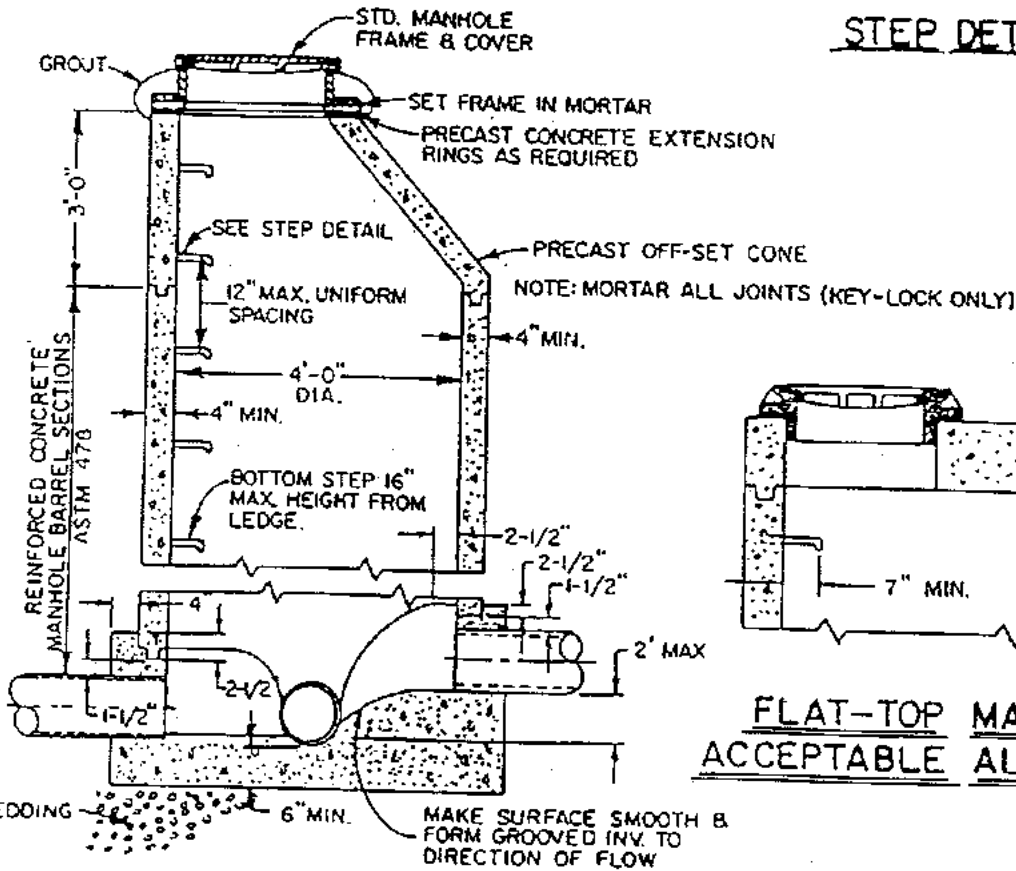 STD. MANHOLE
FRAME & COVER
STEP DET
GROUT
SET FRAME IN MORTAR
PRECAST CONCRETE EXTENSION
RINGS AS REQUIRED
3'-0"
SEE STEP DETAIL
PRECAST OFF-SET CONE
12" MAX. UNIFORM
SPACING
NOTE: MORTAR ALL JOINTS (KEY-LOCK ONLY)
4" MIN.
4'-0"
DIA.
4" MIN.
REINFORCED CONCRETE
MANHOLE BARREL SECTIONS
ASTM 478
BOTTOM STEP 16"
MAX. HEIGHT FROM
LEDGE.
2-1/2"
2-1/2"
1-1/2"
7" MIN.
4"
2' MAX
2-1/2
1-1/2"
FLAT-TOP MA
ACCEPTABLE AL
EDDING
6" MIN.
MAKE SURFACE SMOOTH &
FORM GROOVED INV. TO
DIRECTION OF FLOW